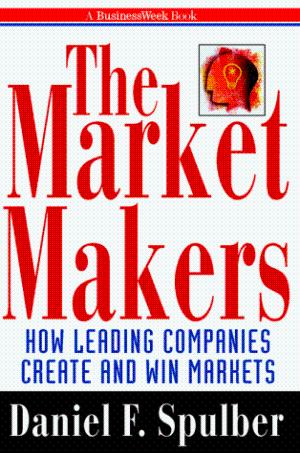 A BusinessWeek Book
The
Market
Makers
HOW LEADING COMPANIES
CREATE AND WIN MARKETS
Daniel F. Spulber